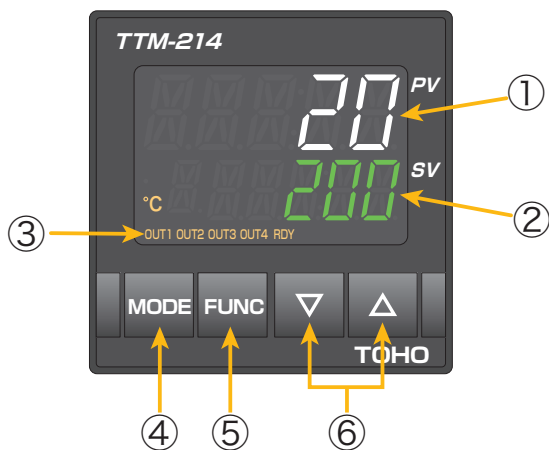 TTM-214
20 PV ①
200 SV ②
°C
③ OUT1 OUT2 OUT3 OUT4 RDY
MODE FUNC ▽ △
TOHO
④ ⑤ ⑥